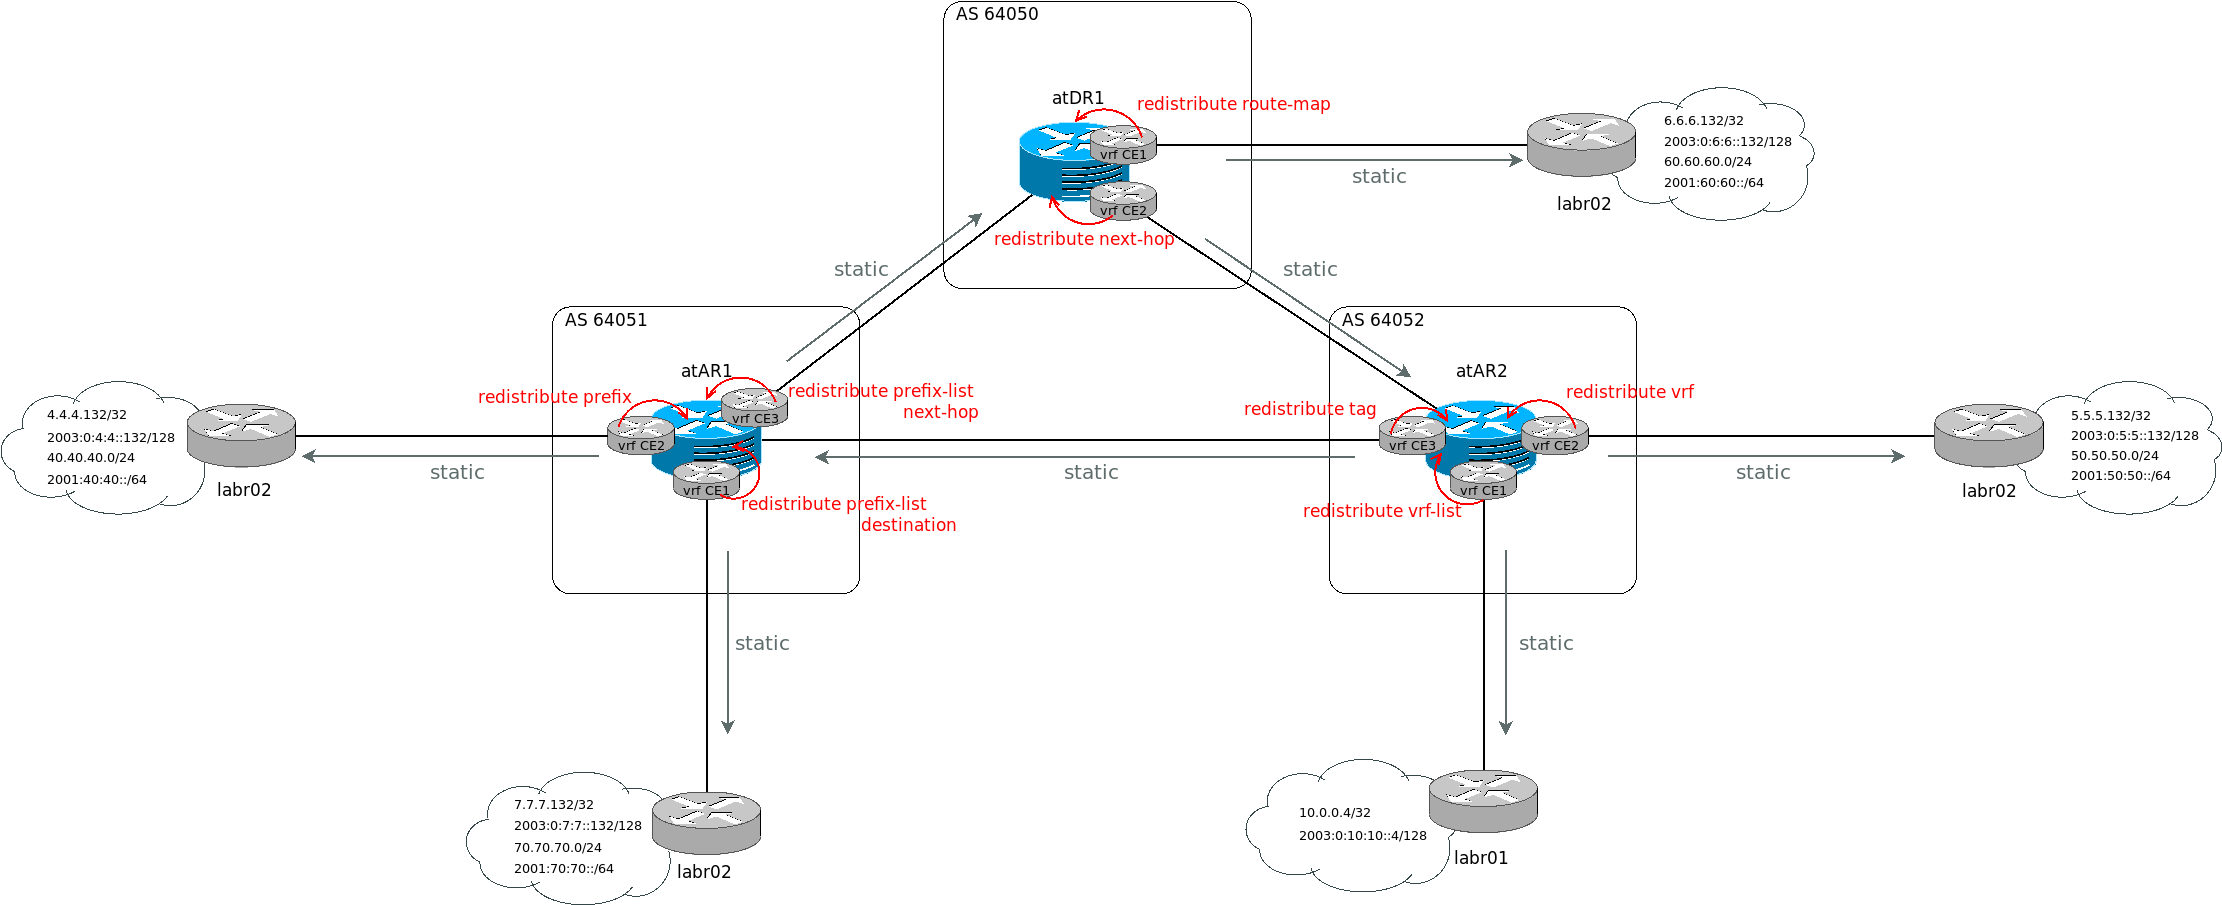 AS 64050
atDR1
redistribute route-map
vrf CE1
vrf CE2
redistribute next-hop
static
6.6.6.132/32
2003:0:6:6::132/128
60.60.60.0/24
2001:60:60::/64
labr02
static
static
AS 64051
atAR1
redistribute prefix
redistribute prefix-list
next-hop
vrf CE3
vrf CE2
vrf CE1
redistribute prefix-list
destination
4.4.4.132/32
2003:0:4:4::132/128
40.40.40.0/24
2001:40:40::/64
labr02
static
static
AS 64052
atAR2
redistribute tag
redistribute vrf
vrf CE3
vrf CE2
vrf CE1
redistribute vrf-list
static
5.5.5.132/32
2003:0:5:5::132/128
50.50.50.0/24
2001:50:50::/64
labr02
static
static
7.7.7.132/32
2003:0:7:7::132/128
70.70.70.0/24
2001:70:70::/64
labr02
10.0.0.4/32
2003:0:10:10::4/128
labr01